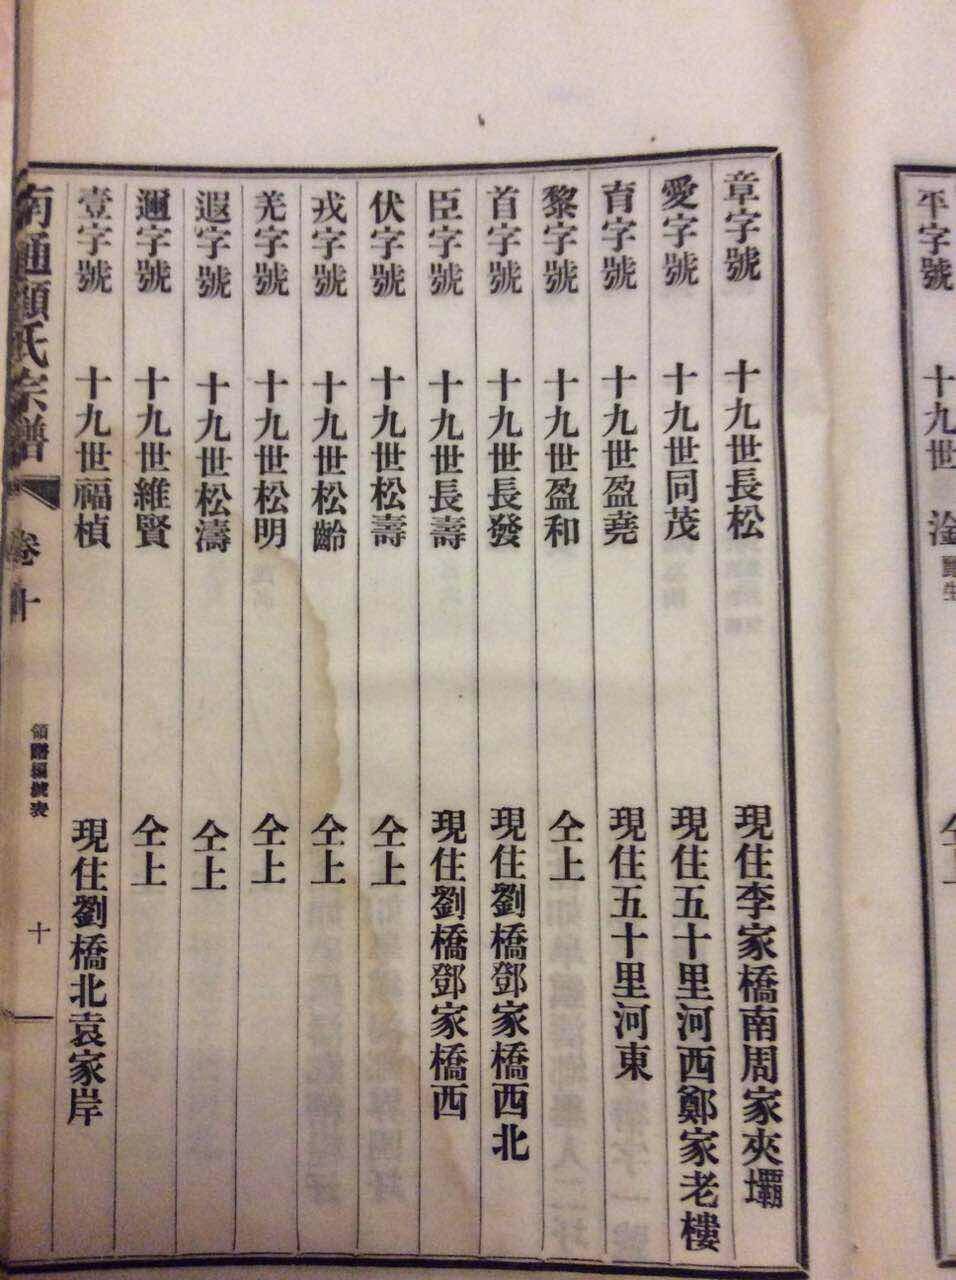 平字號 十九世 淦 仝上
章字號 十九世長松 現住李家橋南周家夾壩
愛字號 十九世同茂 現住五十里河西鄭家老樓
育字號 十九世盈堯 現住五十里河東
黎字號 十九世盈和 仝上
首字號 十九世長發 現住劉橋鄧家橋西北
臣字號 十九世長壽 現住劉橋鄧家橋西
伏字號 十九世松壽 仝上
戎字號 十九世松齡 仝上
羌字號 十九世松明 仝上
遐字號 十九世松濤 仝上
邇字號 十九世維賢 仝上
壹字號 十九世福楨 現住劉橋北袁家岸
南通顧氏宗譜 卷十 領譜編號表 十